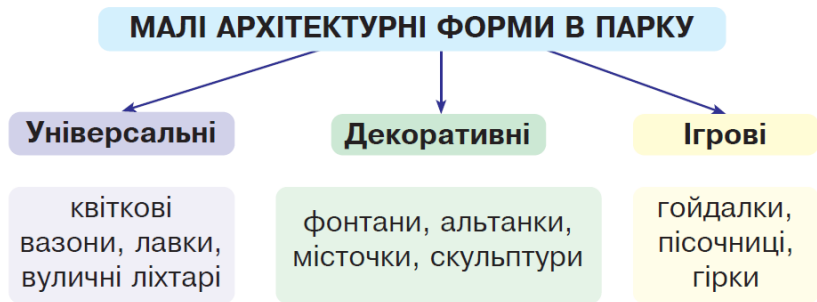 МАЛІ АРХІТЕКТУРНІ ФОРМИ В ПАРКУ
Універсальні
квіткові
вазони, лавки,
вуличні ліхтарі
Декоративні
фонтани, альтанки,
місточки, скульптури
Ігрові
гойдалки,
пісочниці,
гірки